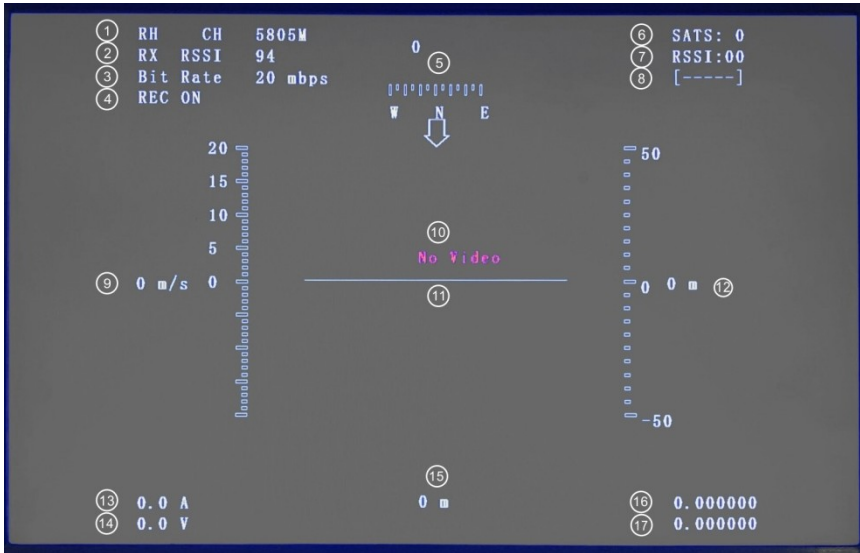 ① RH CH 5805M
② RX RSSI 94
③ Bit Rate 20 mbps
④ REC ON
0
⑤
W N E
⑥ SATS: 0
⑦ RSSI:00
⑧ [-----]
20
15
10
5
⑨ 0 m/s 0
⑩
No Video
⑪
50
0 0 m ⑫
-50
⑬ 0.0 A
⑭ 0.0 V
⑮
0 m
⑯ 0.000000
⑰ 0.000000